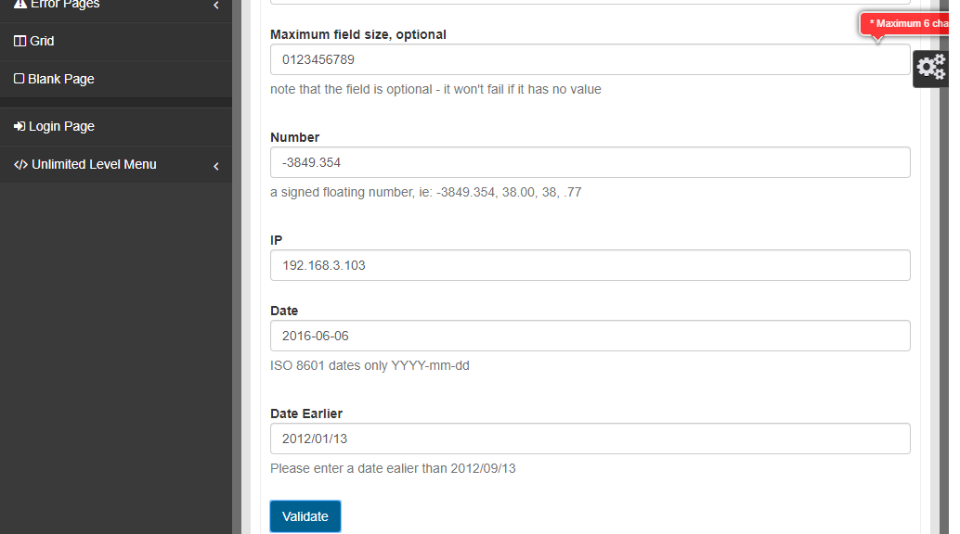 Error Pages
Grid
Blank Page
Login Page
Unlimited Level Menu
* Maximum 6 cha
Maximum field size, optional
0123456789
note that the field is optional - it won't fail if it has no value
Number
-3849.354
a signed floating number, ie: -3849.354, 38.00, 38, .77
IP
192.168.3.103
Date
2016-06-06
ISO 8601 dates only YYYY-mm-dd
Date Earlier
2012/01/13
Please enter a date ealier than 2012/09/13
Validate